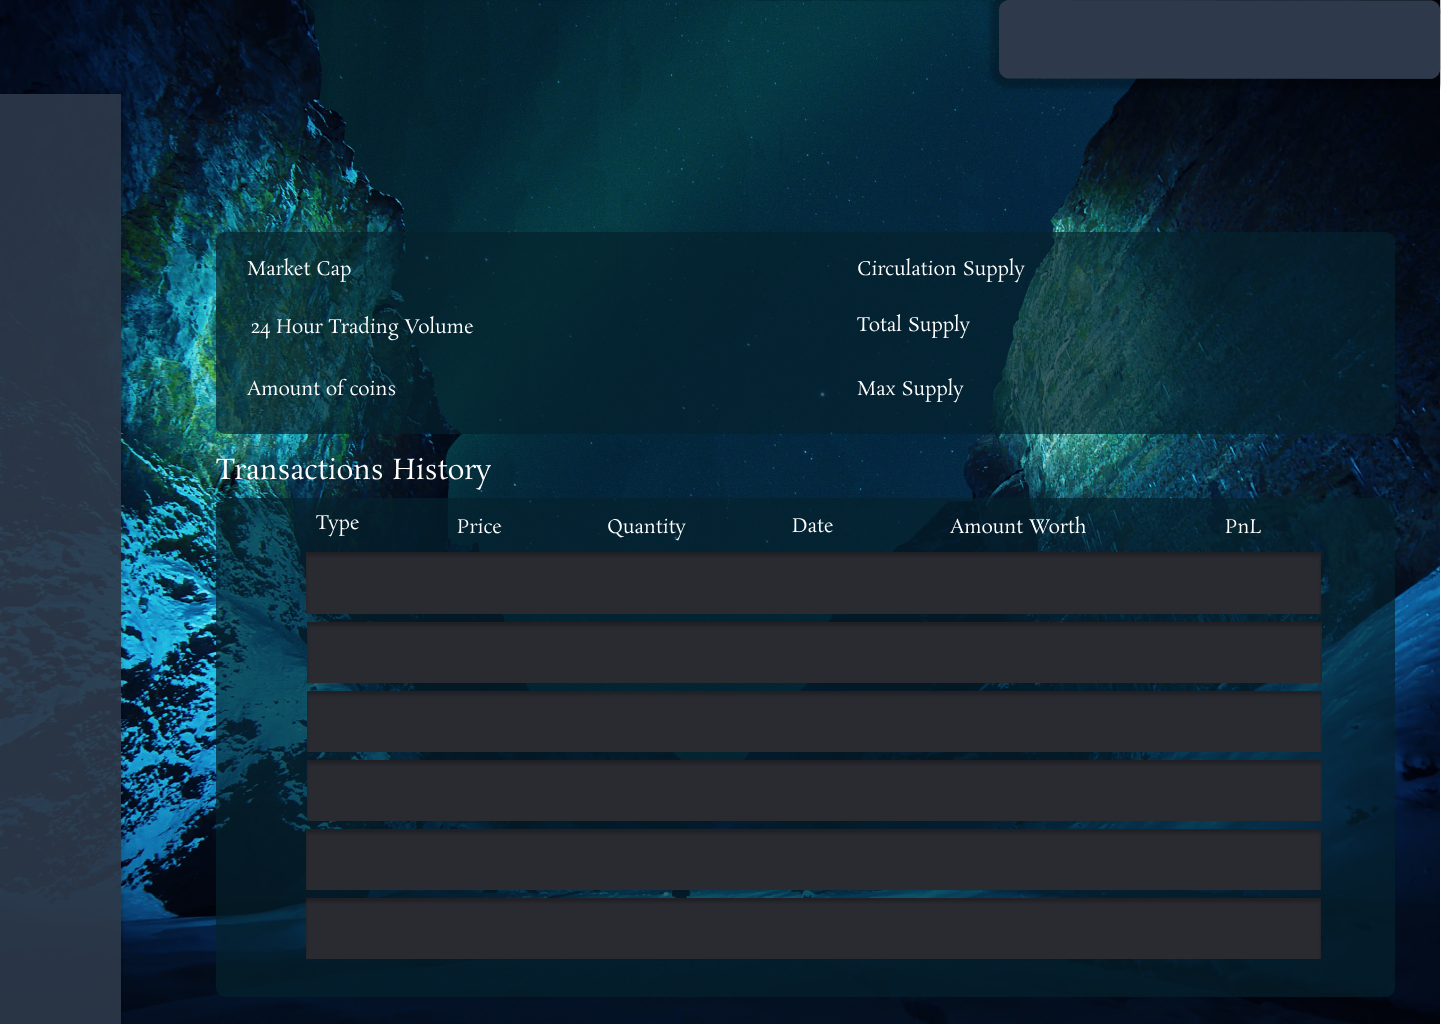 Market Cap
Circulation Supply
24 Hour Trading Volume
Total Supply
Amount of coins
Max Supply
Transactions History
Type
Price
Quantity
Date
Amount Worth
PnL